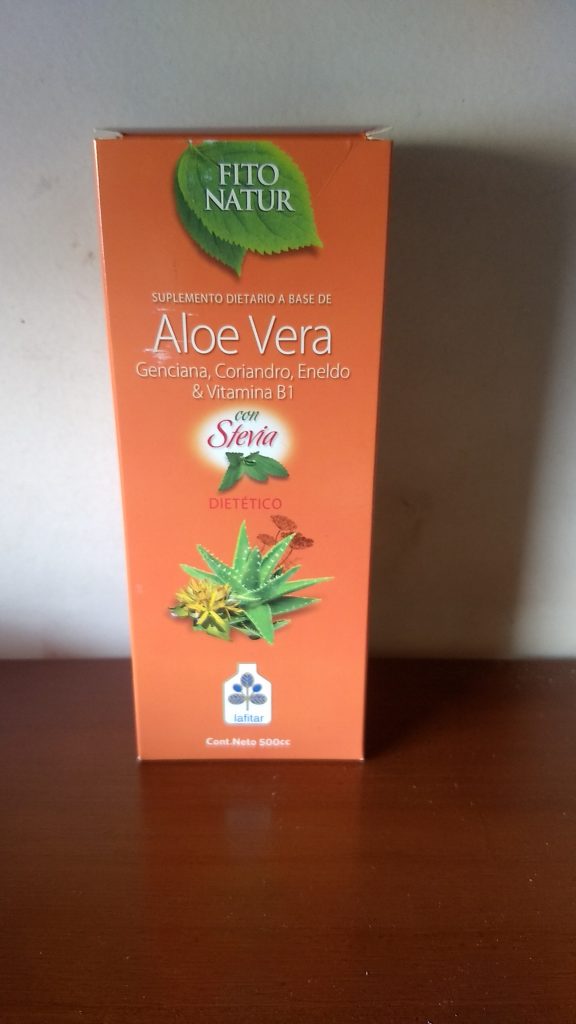 FITO
NATUR
SUPLEMENTO DIETARIO A BASE DE
Aloe Vera
Genciana, Coriandro, Eneldo
& Vitamina B1
con
Stevia
DIETÉTICO
lafitar
Cont.Neto 500cc